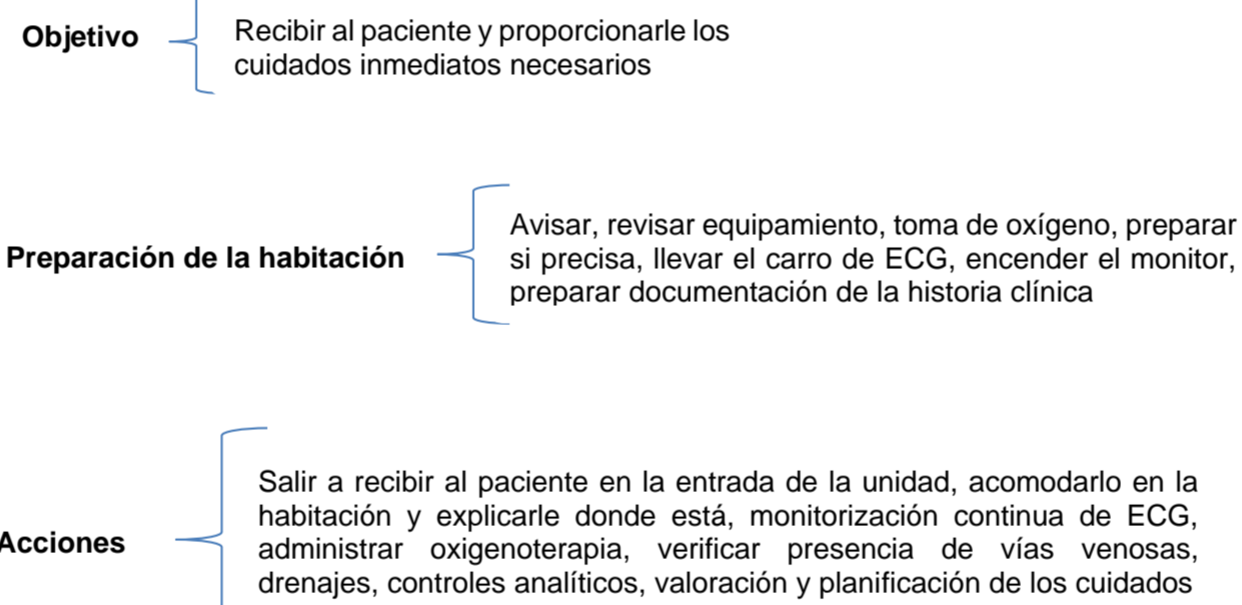 Objetivo
Recibir al paciente y proporcionarle los
cuidados inmediatos necesarios
Preparación de la habitación
Avisar, revisar equipamiento, toma de oxígeno, preparar
si precisa, llevar el carro de ECG, encender el monitor,
preparar documentación de la historia clínica
Acciones
Salir a recibir al paciente en la entrada de la unidad, acomodarlo en la
habitación y explicarle donde está, monitorización continua de ECG,
administrar oxigenoterapia, verificar presencia de vías venosas,
drenajes, controles analíticos, valoración y planificación de los cuidados